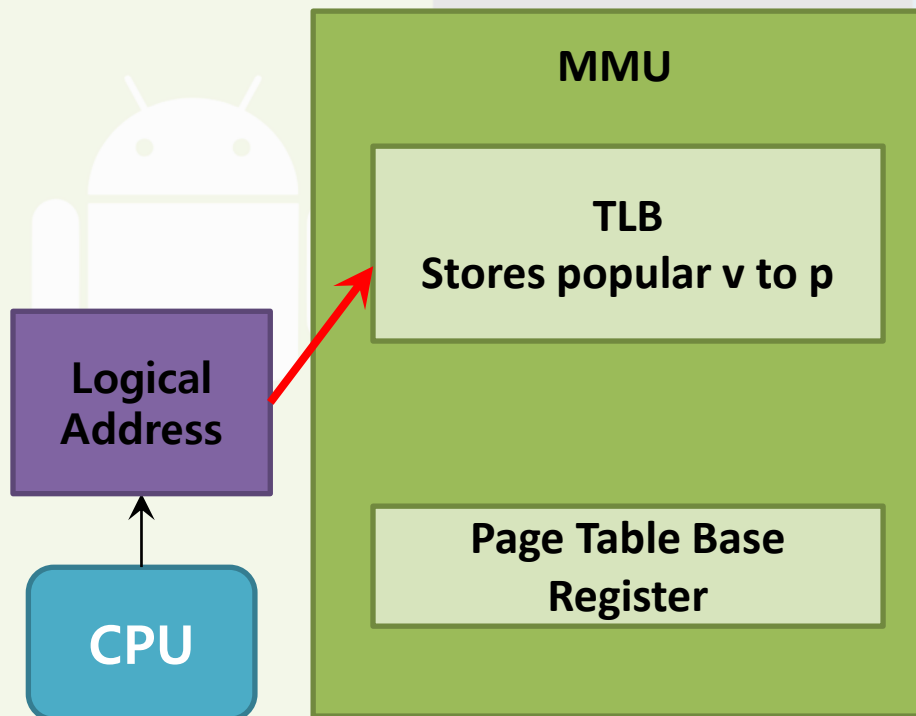 MMU
TLB
Stores popular v to p
Logical
Address
Page Table Base
Register
CPU